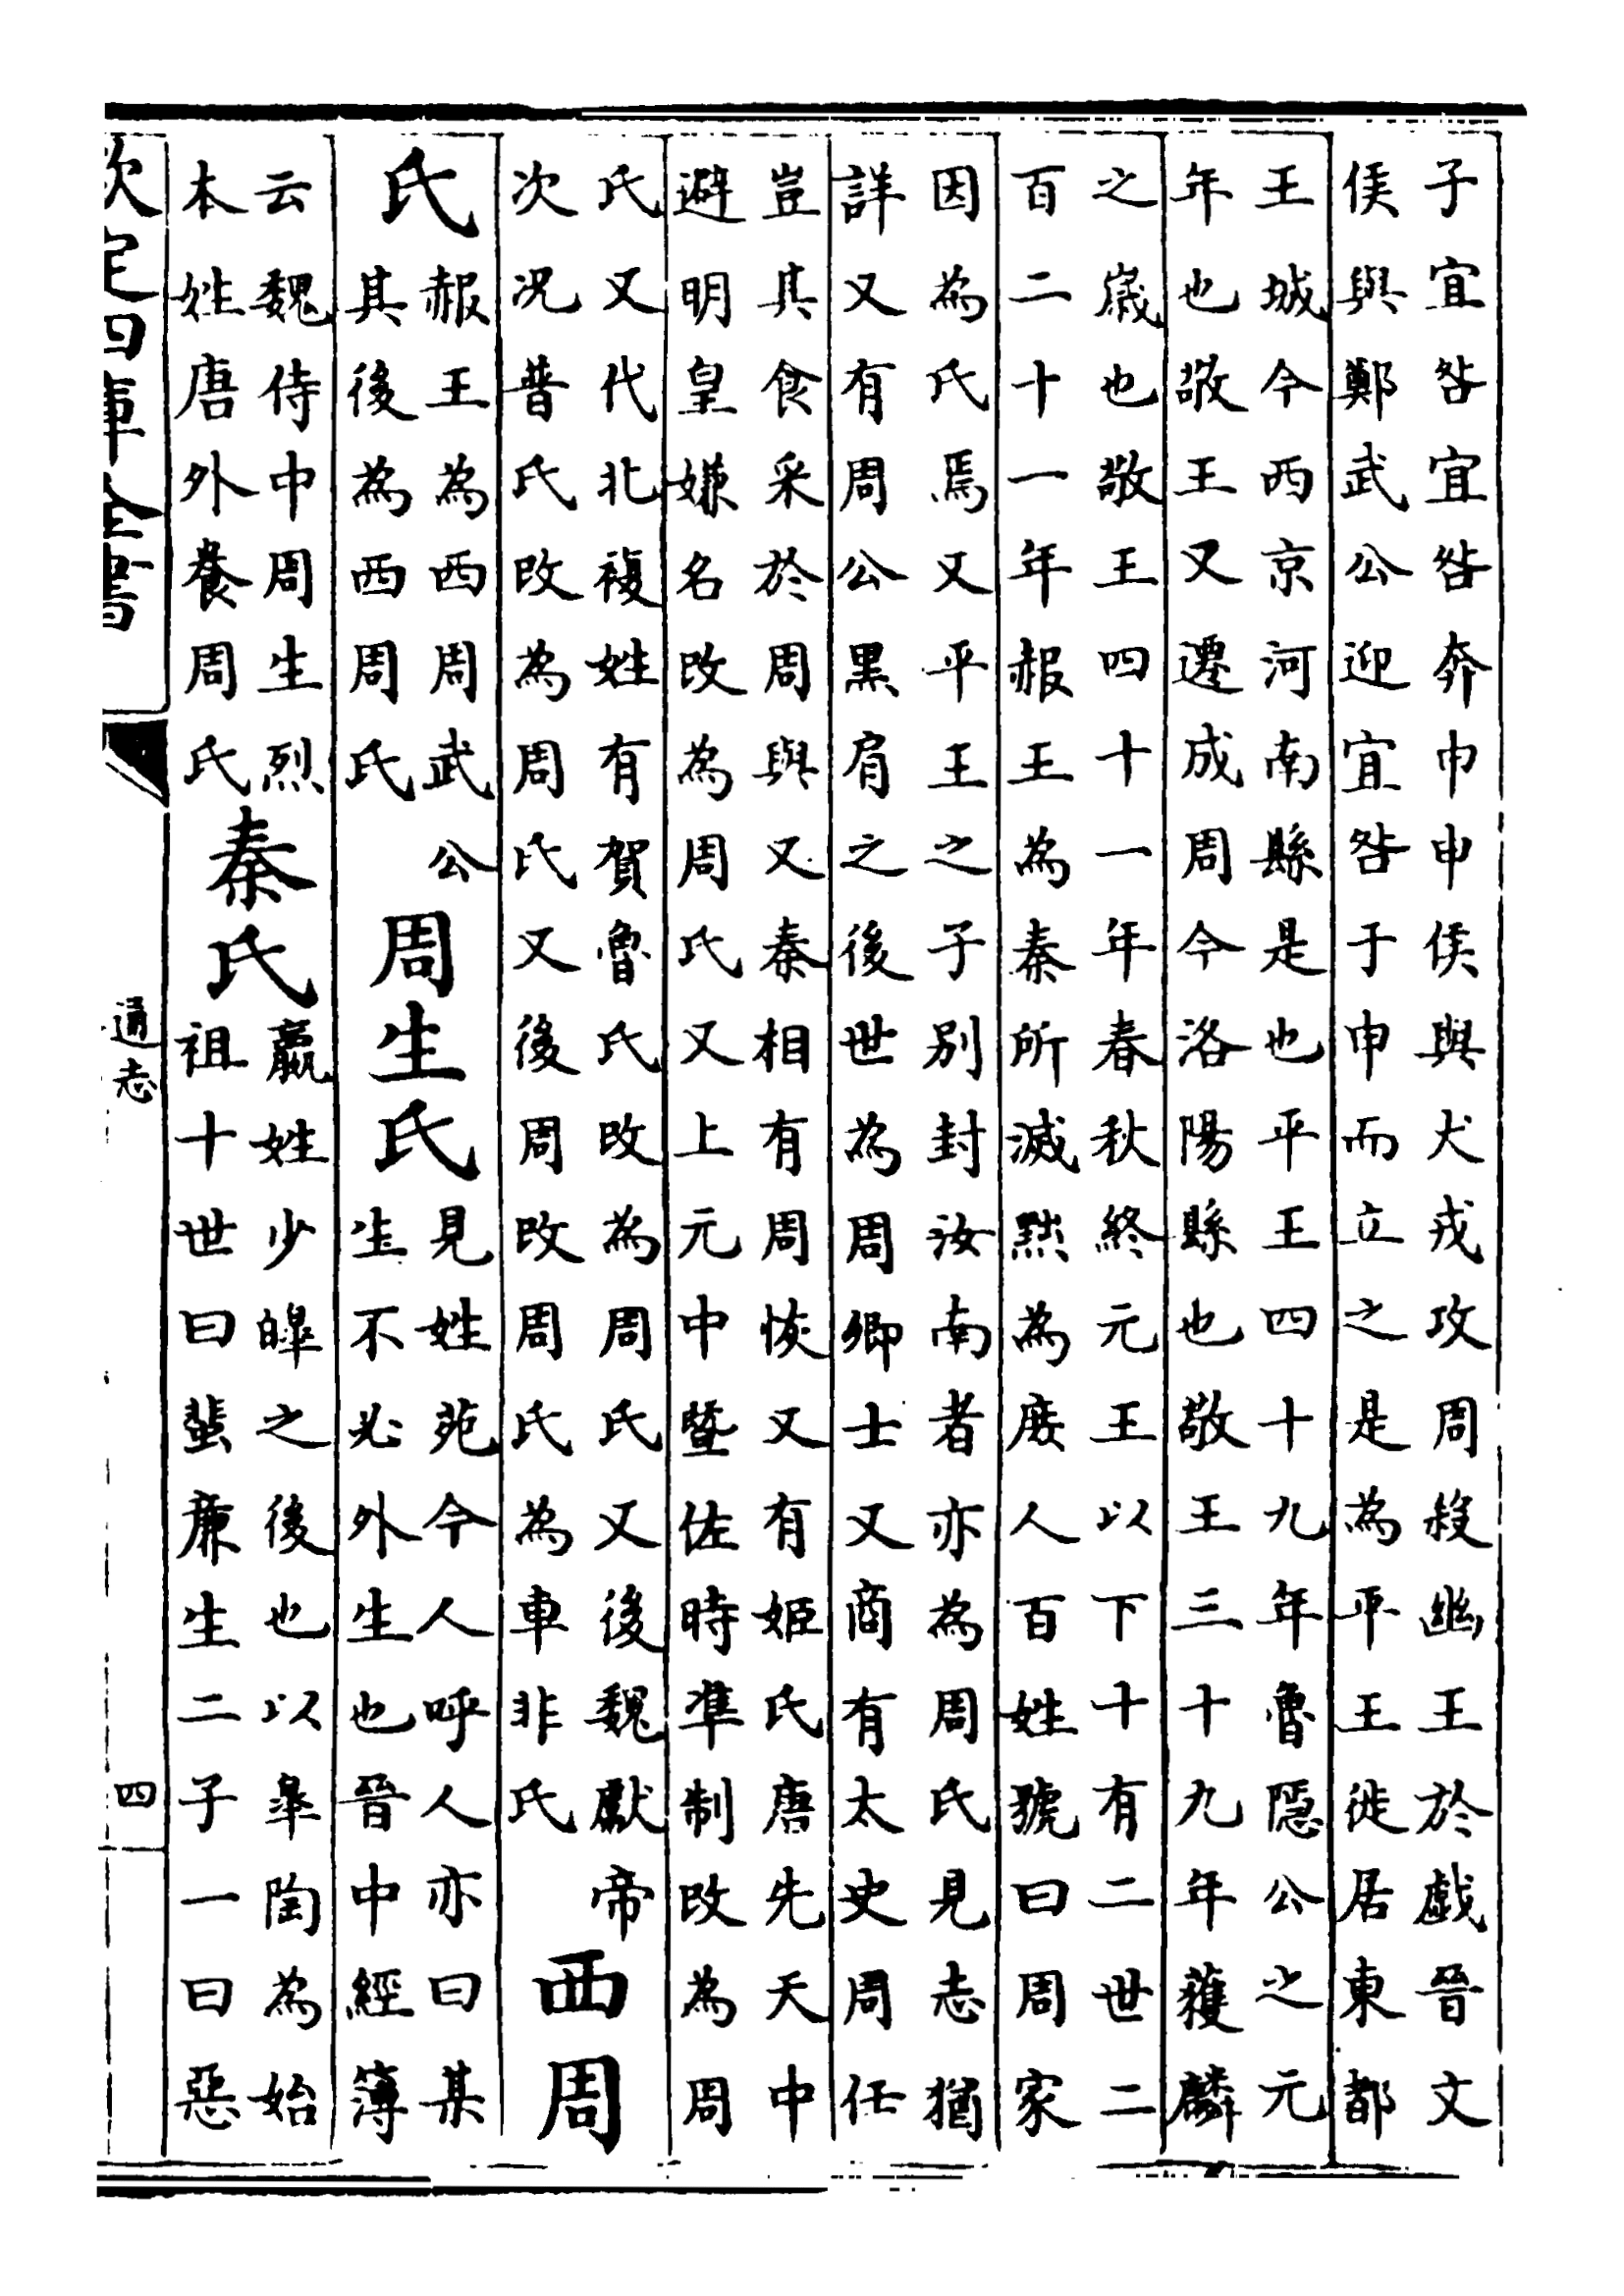 子宜咎宜咎奔申申侯與犬戎攻周殺幽王於戲晉文
侯與鄭武公迎宜咎于申而立之是為平王徙居東都
王城今西京河南縣是也平王四十九年魯隱公之元
年也敬王又遷成周今洛陽縣也敬王三十九年獲麟
之歲也敬王四十一年春秋終元王以下十有二世二
百二十一年赧王為秦所滅黜為庶人百姓號曰周家
因為氏焉又平王之子別封汝南者亦為周氏見志猶
詳又有周公黑肩之後世為周卿士又商有太史周任
豈其食采於周與又秦相有周㤥又有姬氏唐先天中
避明皇嫌名改為周氏又上元中暨佐時準制改為周
氏又代北複姓有賀魯氏改為周氏又後魏獻帝
次況普氏改為周氏又後周改周氏為車非氏
西周
氏
赧王為西周武公
其後為西周氏
周生氏
見姓苑今人呼人亦曰某
生不必外生也晉中經簿
云魏侍中周生烈
本姓唐外養周氏
秦氏
嬴姓少皞之後也以皋陶為始
祖十世曰蜚廉生二子一曰惡
欽定四庫全書
通志
四